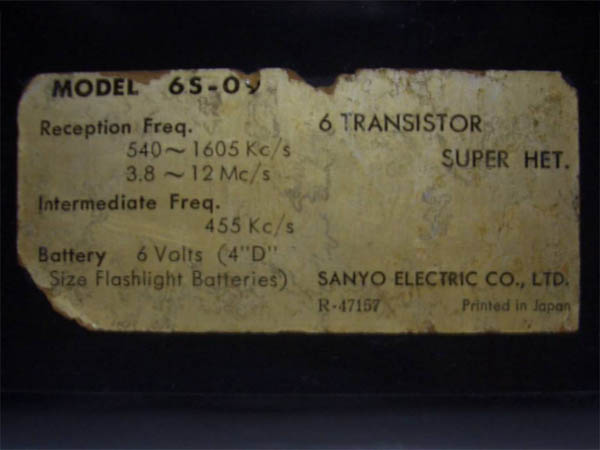 MODEL 6S-09
Reception Freq.
540~1605 Kc/s
3.8~12 Mc/s
Intermediate Freq.
455 Kc/s
Battery 6 Volts (4"D"
Size Flashlight Batteries)
6 TRANSISTOR
SUPER HET.
SANYO ELECTRIC CO., LTD.
R-47157
Printed in Japan